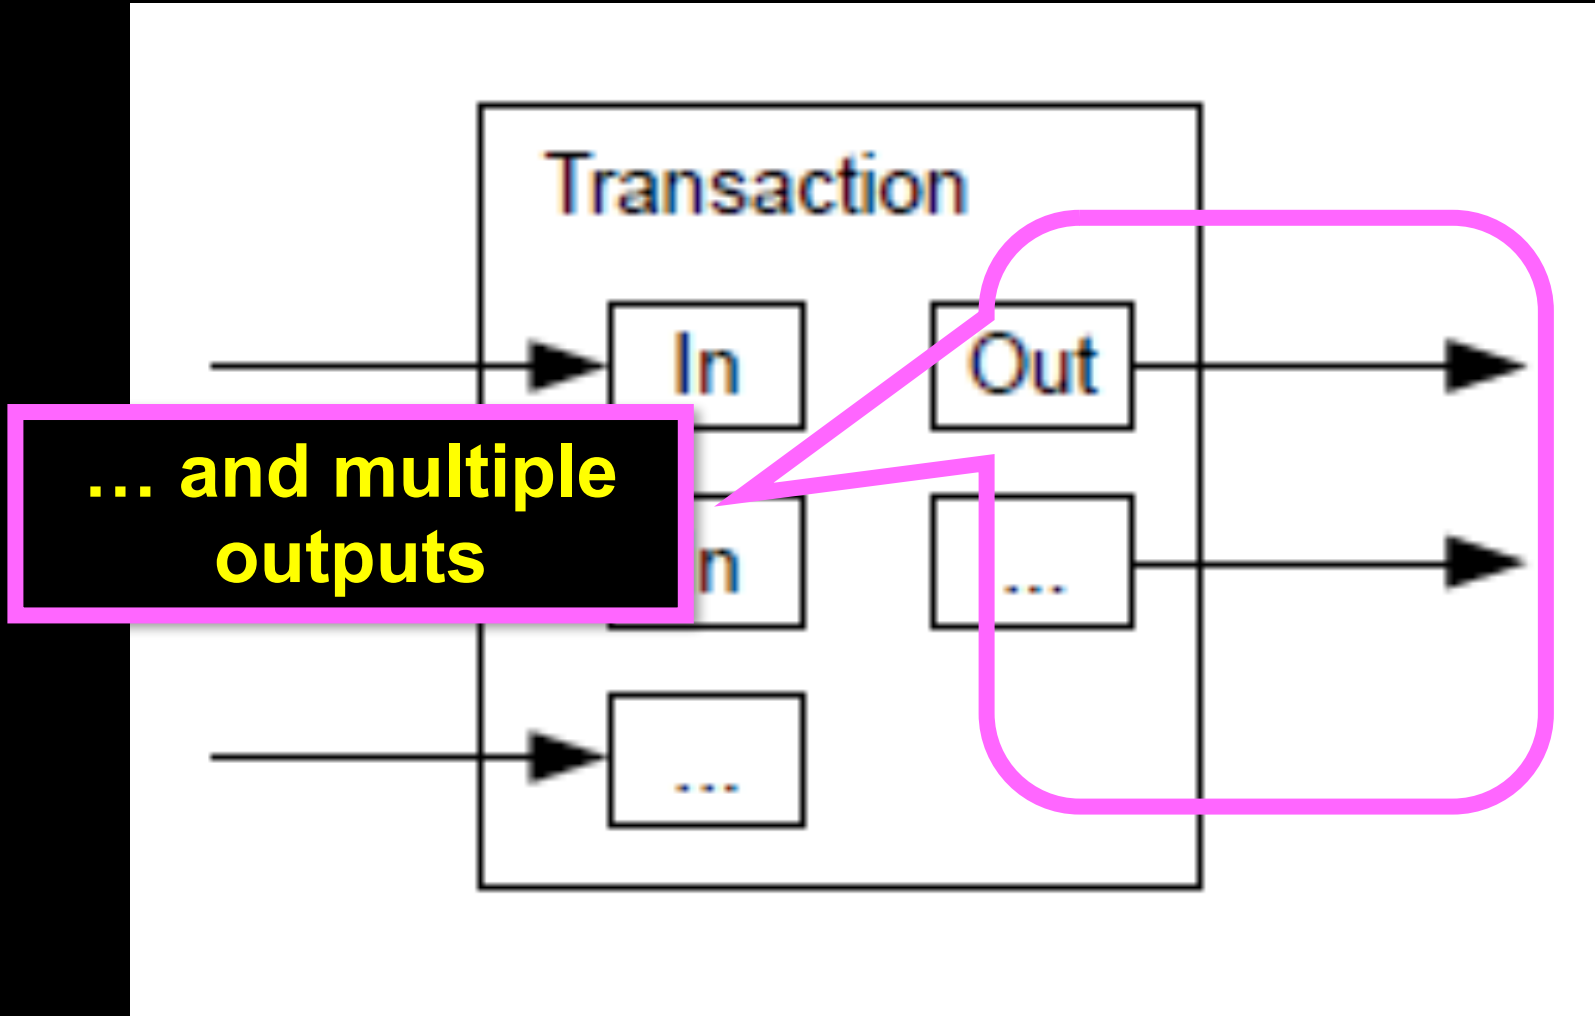 Transaction
In
Out
… and multiple
outputs
n
...
...